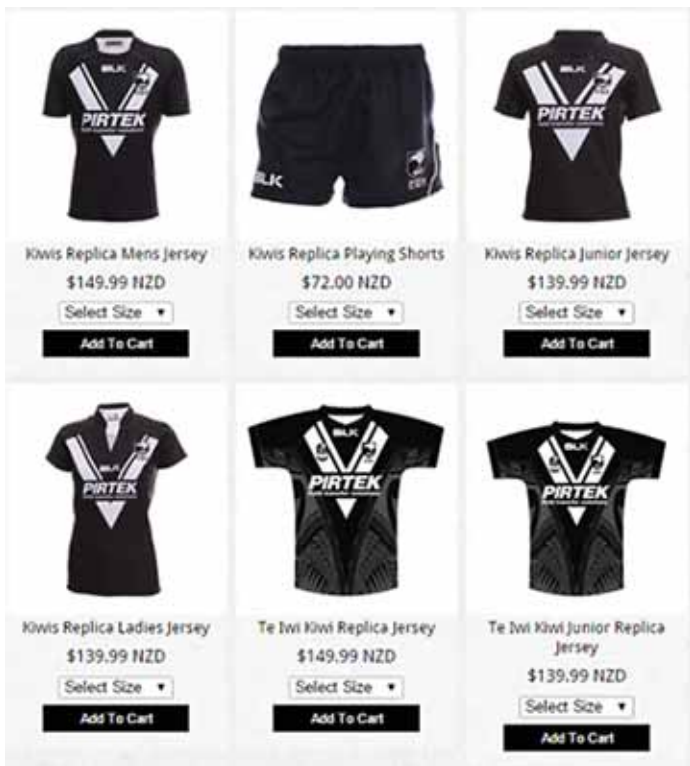 BLK
PIRTEK
Kiwis Replica Mens Jersey
$149.99 NZD
Select Size ▼
Add To Cart
BLK
Kiwis Replica Playing Shorts
$72.00 NZD
Select Size ▼
Add To Cart
BLK
PIRTEK
Kiwis Replica Junior Jersey
$139.99 NZD
Select Size ▼
Add To Cart
BLK
PIRTEK
Kiwis Replica Ladies Jersey
$139.99 NZD
Select Size ▼
Add To Cart
BLK
PIRTEK
Te Iwi Kiwi Replica Jersey
$149.99 NZD
Select Size ▼
Add To Cart
BLK
PIRTEK
Te Iwi Kiwi Junior Replica
Jersey
$139.99 NZD
Select Size ▼
Add To Cart